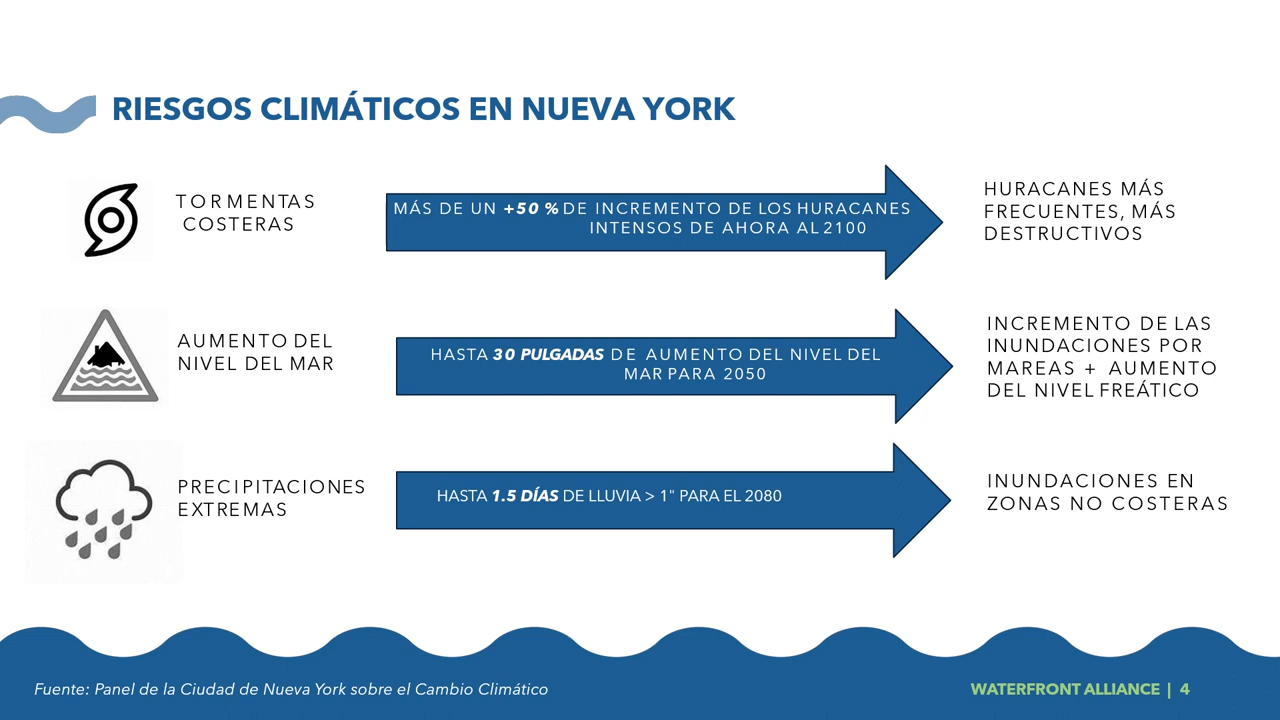 RIESGOS CLIMÁTICOS EN NUEVA YORK
TORMENTAS
COSTERAS
MÁS DE UN +50 % DE INCREMENTO DE LOS HURACANES
INTENSOS DE AHORA AL 2100
HURACANES MÁS
FRECUENTES, MÁS
DESTRUCTIVOS
AUMENTO DEL
NIVEL DEL MAR
HASTA 30 PULGADAS DE AUMENTO DEL NIVEL DEL
MAR PARA 2050
INCREMENTO DE LAS
INUNDACIONES POR
MAREAS + AUMENTO
DEL NIVEL FREÁTICO
PRECIPITACIONES
EXTREMAS
HASTA 1.5 DÍAS DE LLUVIA > 1" PARA EL 2080
INUNDACIONES EN
ZONAS NO COSTERAS
Fuente: Panel de la Ciudad de Nueva York sobre el Cambio Climático
WATERFRONT ALLIANCE | 4